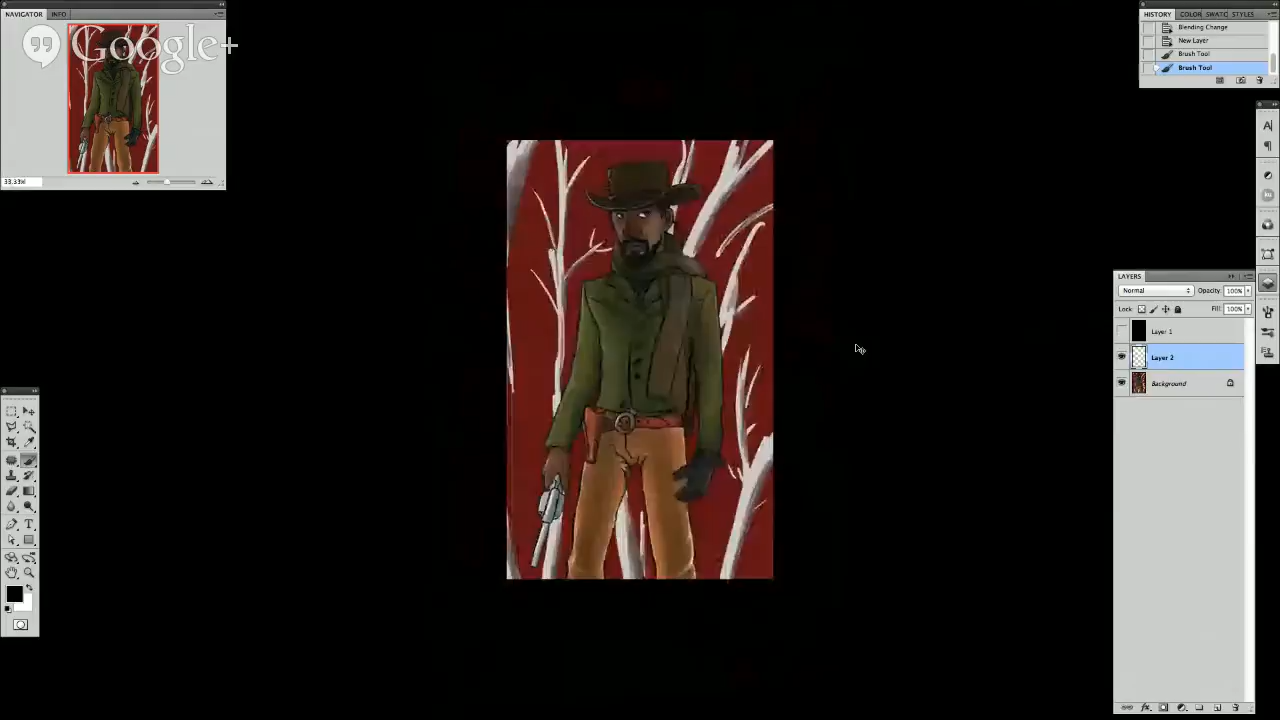 NAVIGATOR INFO
Google+
33.33%
HISTORY COLOR SWATC STYLES
Blending Change
New Layer
Brush Tool
Brush Tool
LAYERS
Normal Opacity: 100%
Lock: Fill: 100%
Layer 1
Layer 2
Background